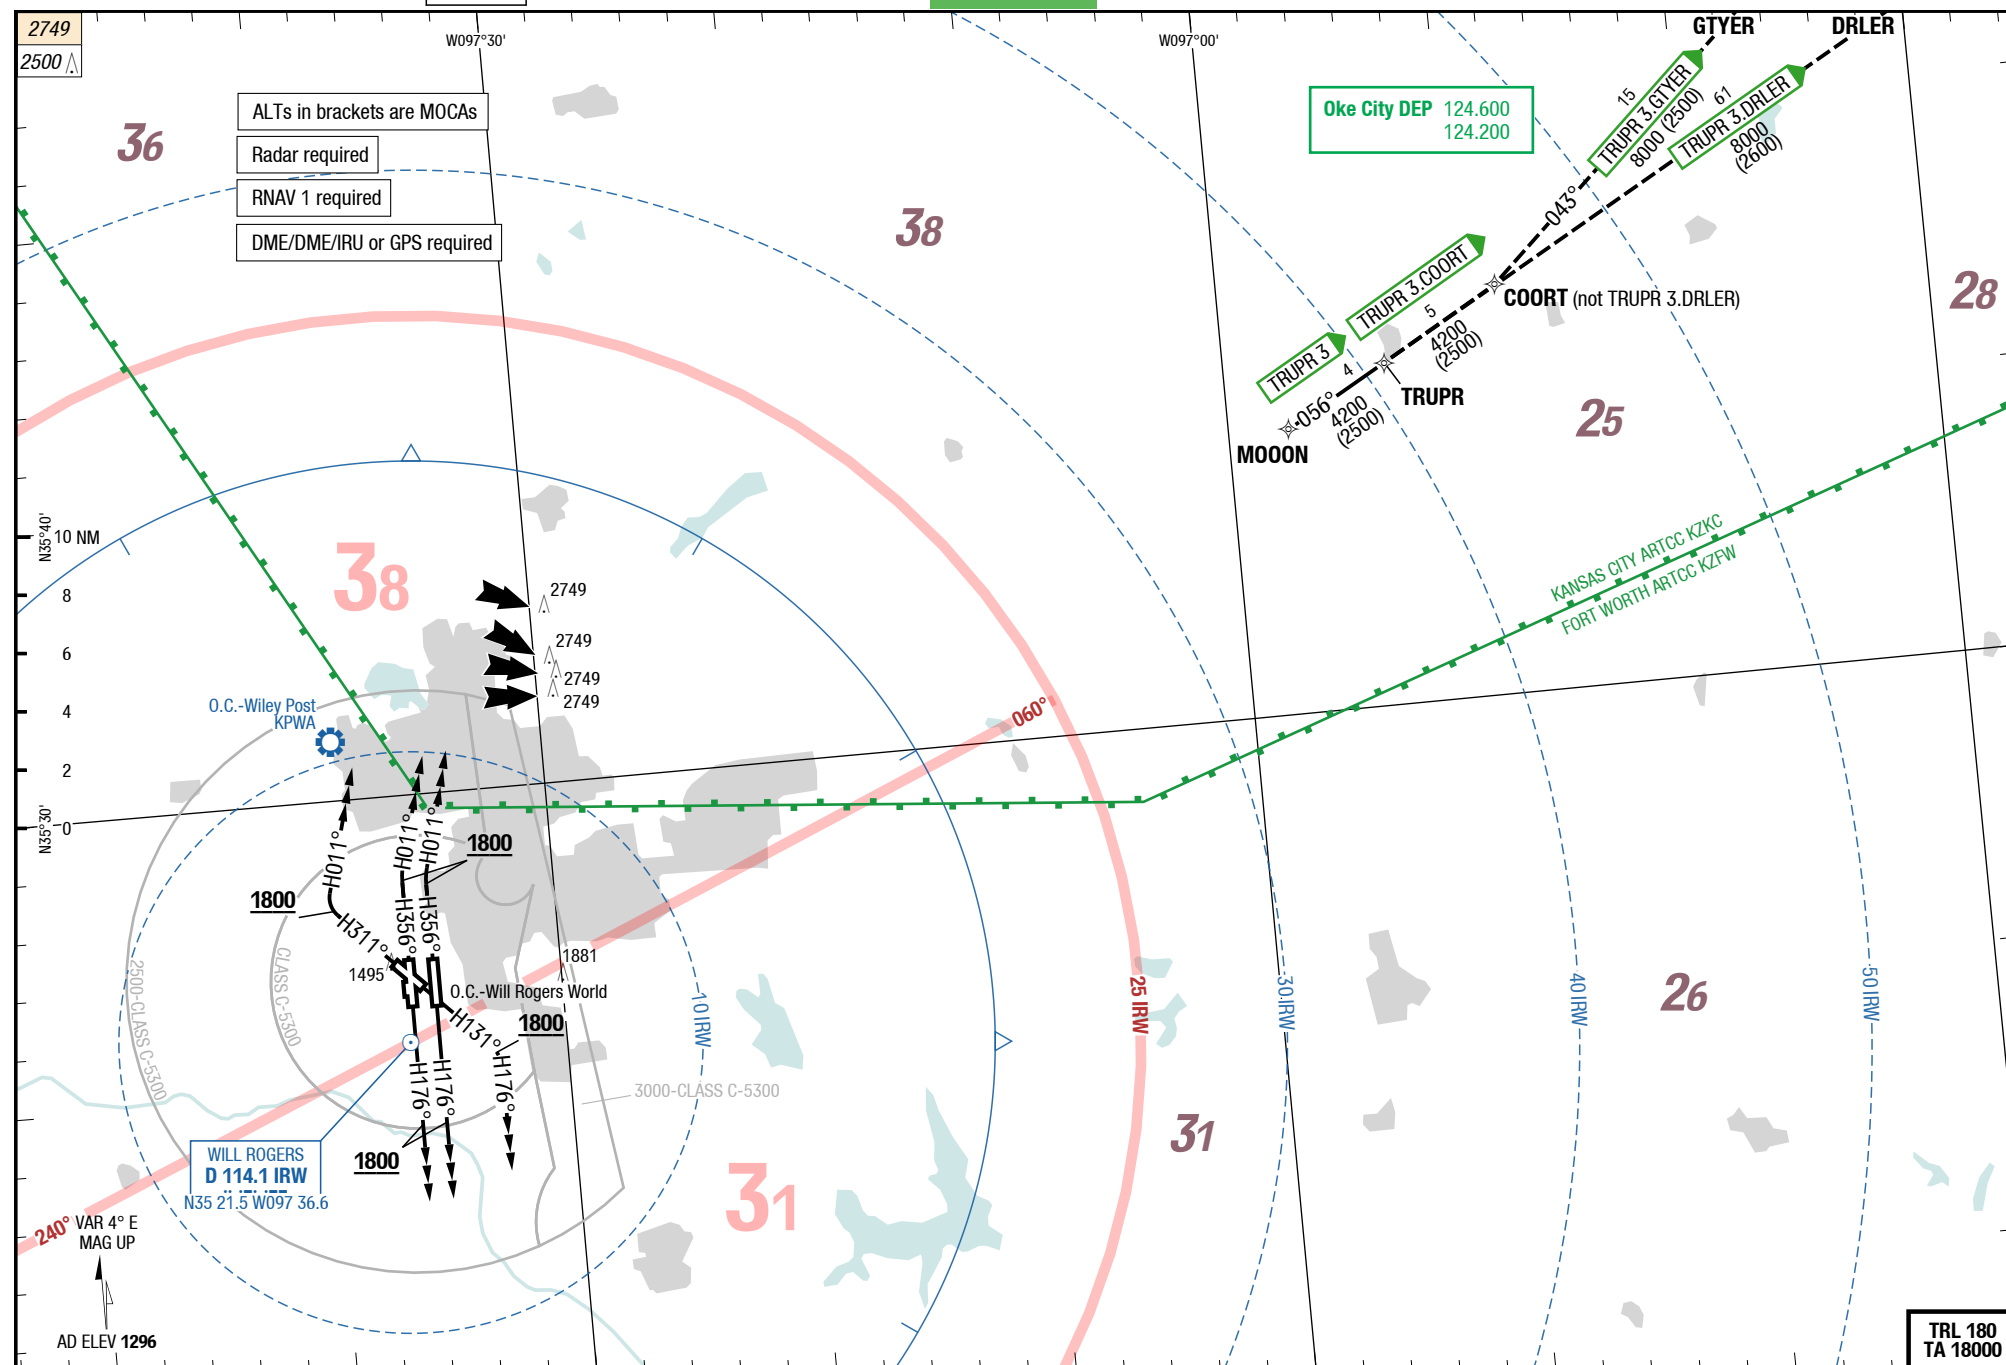 2749
2500
W097°30'
W097°00'
GTYER
DRLER
ALTs in brackets are MOCAs
Radar required
RNAV 1 required
DME/DME/IRU or GPS required
Oke City DEP 124.600
124.200
36
38
28
25
38
31
31
26
15
TRUPR 3.GTYER
8000 (2500)
61
TRUPR 3.DRLER
8000
(2600)
043°
COORT (not TRUPR 3.DRLER)
TRUPR 3.COORT
5
4200
(2500)
TRUPR 3
4
056°
4200
(2500)
TRUPR
MOOON
KANSAS CITY ARTCC KZKC
FORT WORTH ARTCC KZFW
N35°40'
10 NM
8
6
4
2
0
N35°30'
2749
2749
2749
2749
O.C.-Wiley Post
KPWA
060°
H011°
H011°
H011°
1800
1800
H311°
H356°
H356°
1495
1881
O.C.-Will Rogers World
1800
H131°
H176°
H176°
H176°
1800
2500-CLASS C-5300
CLASS C-5300
3000-CLASS C-5300
10 IRW
25 IRW
30 IRW
40 IRW
50 IRW
WILL ROGERS
D 114.1 IRW
N35 21.5 W097 36.6
240°
VAR 4° E
MAG UP
AD ELEV 1296
TRL 180
TA 18000